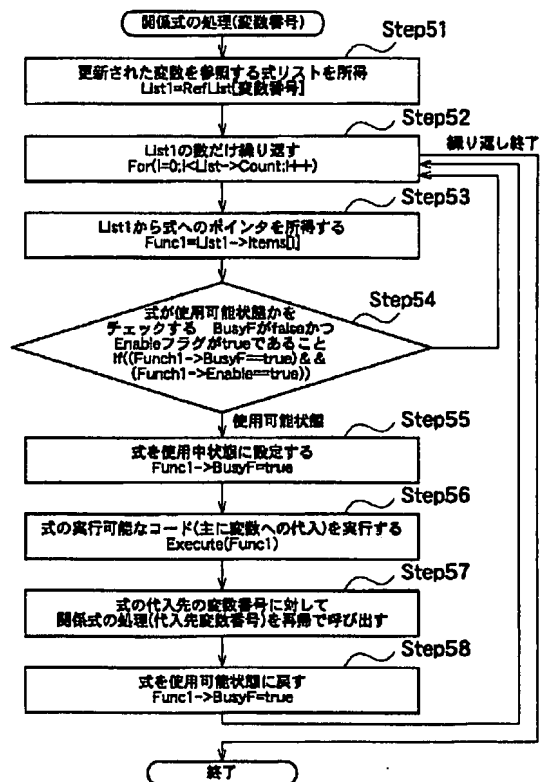 関係式の処理(変数番号)
Step51
更新された変数を参照する式リストを所得
List1=RefList[変数番号]
Step52
繰り返し終了
List1の数だけ繰り返す
For(i=0;i<List->Count;i++)
Step53
List1から式へのポインタを所得する
Func1=List1->Items[i]
Step54
式が使用可能状態かを
チェックする BusyFがfalseかつ
Enableフラグがtrueであること
If((Funch1->BusyF==true)&&
(Funch1->Enable==true))
使用可能状態
Step55
式を使用中状態に設定する
Func1->BusyF=true
Step56
式の実行可能なコード(主に変数への代入)を実行する
Execute(Func1)
Step57
式の代入先の変数番号に対して
関係式の処理(代入先変数番号)を再帰で呼び出す
Step58
式を使用可能状態に戻す
Func1->BusyF=true
終了